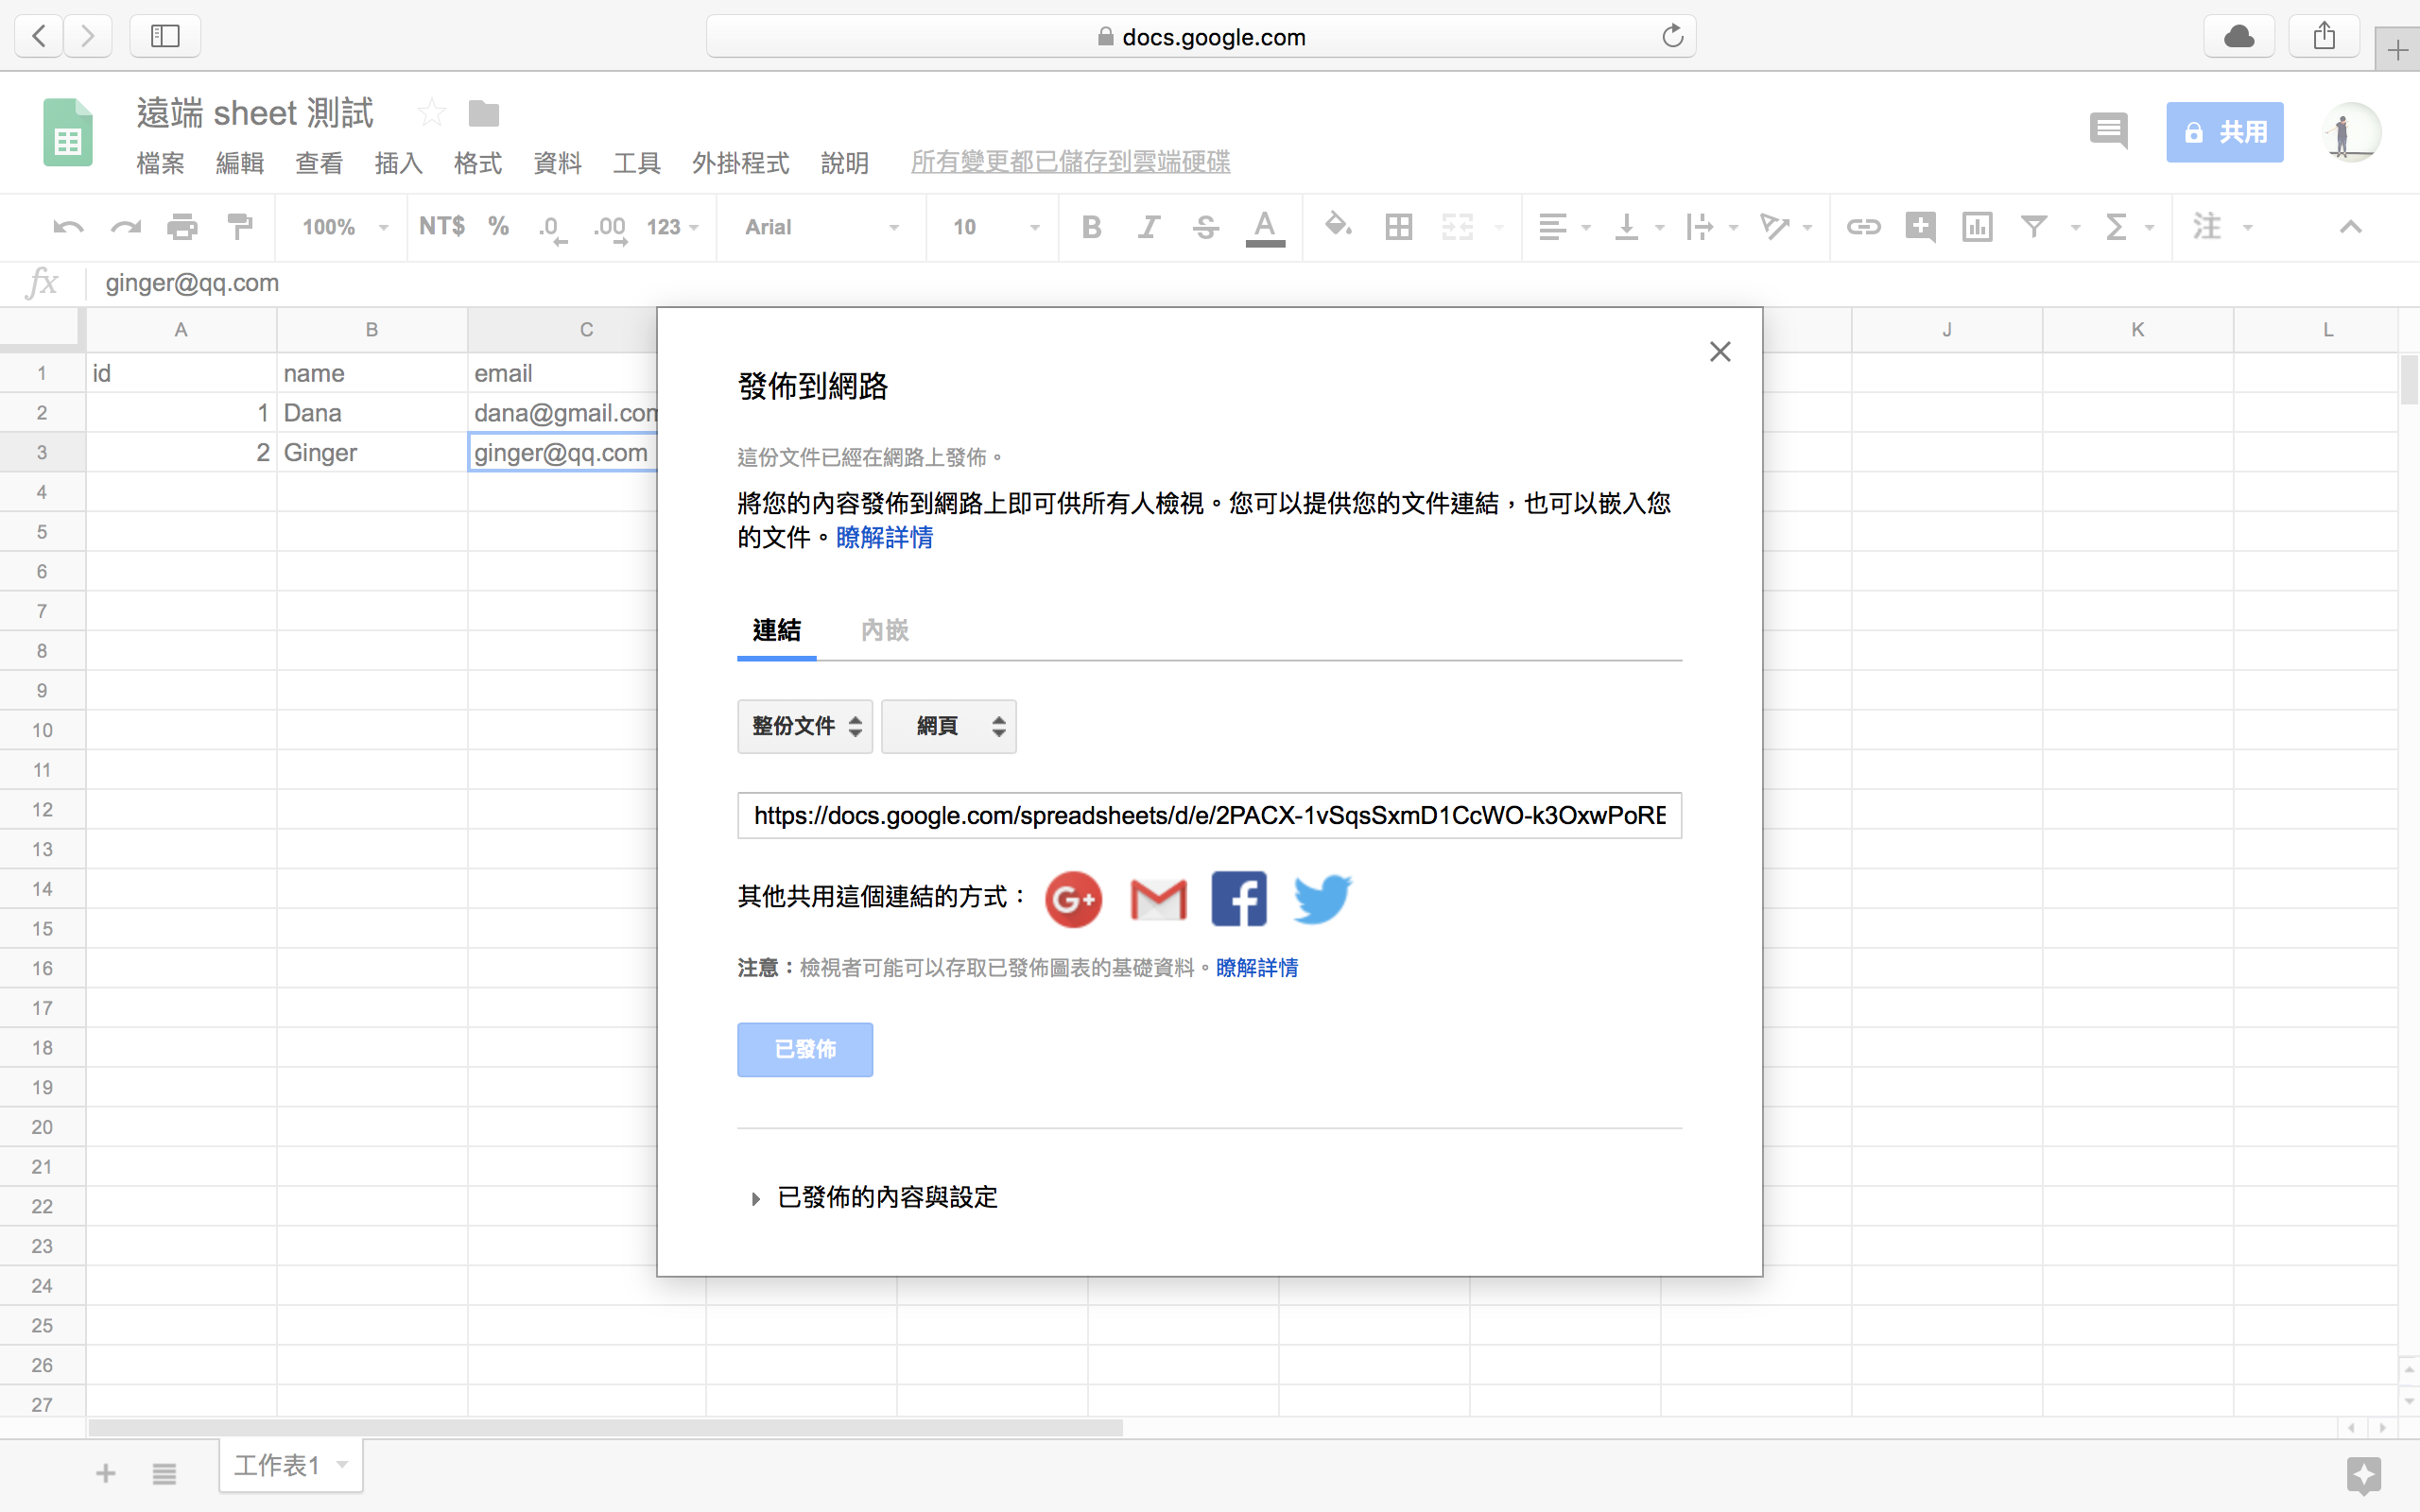 docs.google.com
遠端 sheet 測試
檔案 編輯 查看 插入 格式 資料 工具 外掛程式 說明 所有變更都已儲存到雲端硬碟
共用
100% NT$ % .0 .00 123 Arial 10 B I S A Σ 注
fx ginger@qq.com
A B C J K L
1 id name email
2 1 Dana dana@gmail.com
3 2 Ginger ginger@qq.com
4
5
6
7
8
9
10
11
12
13
14
15
16
17
18
19
20
21
22
23
24
25
26
27
發佈到網路
這份文件已經在網路上發佈。
將您的內容發佈到網路上即可供所有人檢視。您可以提供您的文件連結，也可以嵌入您
的文件。瞭解詳情
連結 內嵌
整份文件 網頁
https://docs.google.com/spreadsheets/d/e/2PACX-1vSqsSxmD1CcWO-k3OxwPoRE
其他共用這個連結的方式： G+ f
注意：檢視者可能可以存取已發佈圖表的基礎資料。瞭解詳情
已發佈
已發佈的內容與設定
工作表1